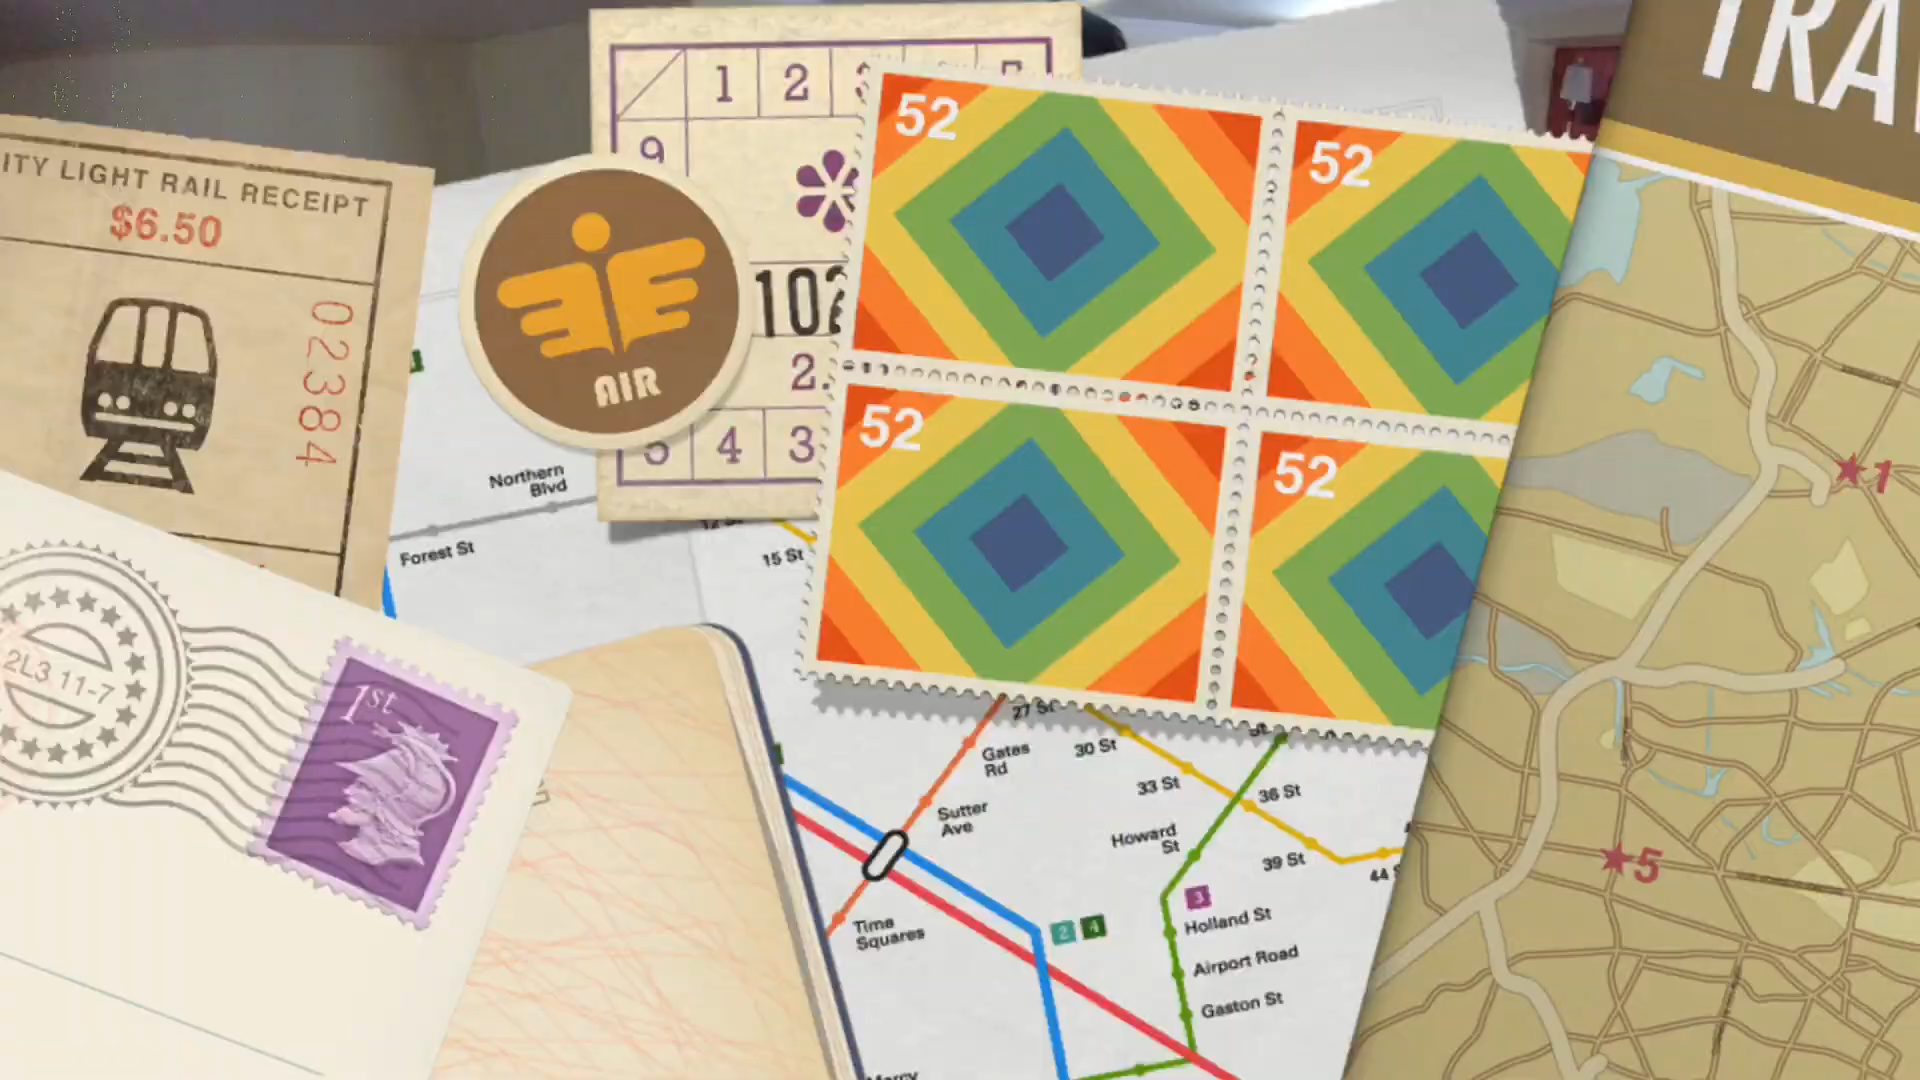 ITY LIGHT RAIL RECEIPT
$6.50
02384
1
2
9
102
2.
5
4
3
AIR
52
52
52
52
TRA
1
5
Northern
Blvd
Forest St
15 St
27 St
Gates
Rd
30 St
33 St
36 St
Sutter
Ave
Howard
St
39 St
44
Time
Squares
2
4
3
Holland St
Airport Road
Gaston St
Marcy
2L3 11-7
1st